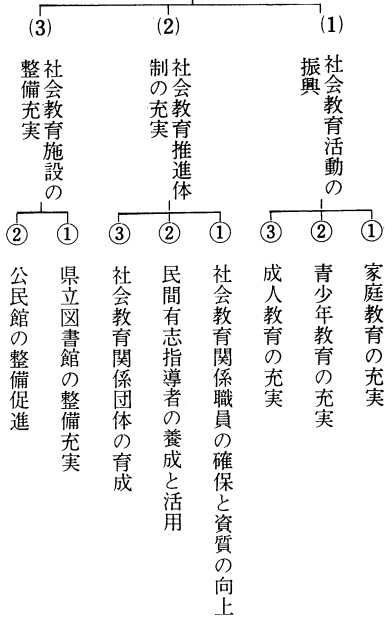 (1)
社会教育活動の
振興
①
家庭教育の充実
②
青少年教育の充実
③
成人教育の充実
(2)
社会教育推進体
制の充実
①
社会教育関係職員の確保と資質の向上
②
民間有志指導者の養成と活用
③
社会教育関係団体の育成
(3)
社会教育施設の
整備充実
①
県立図書館の整備充実
②
公民館の整備促進